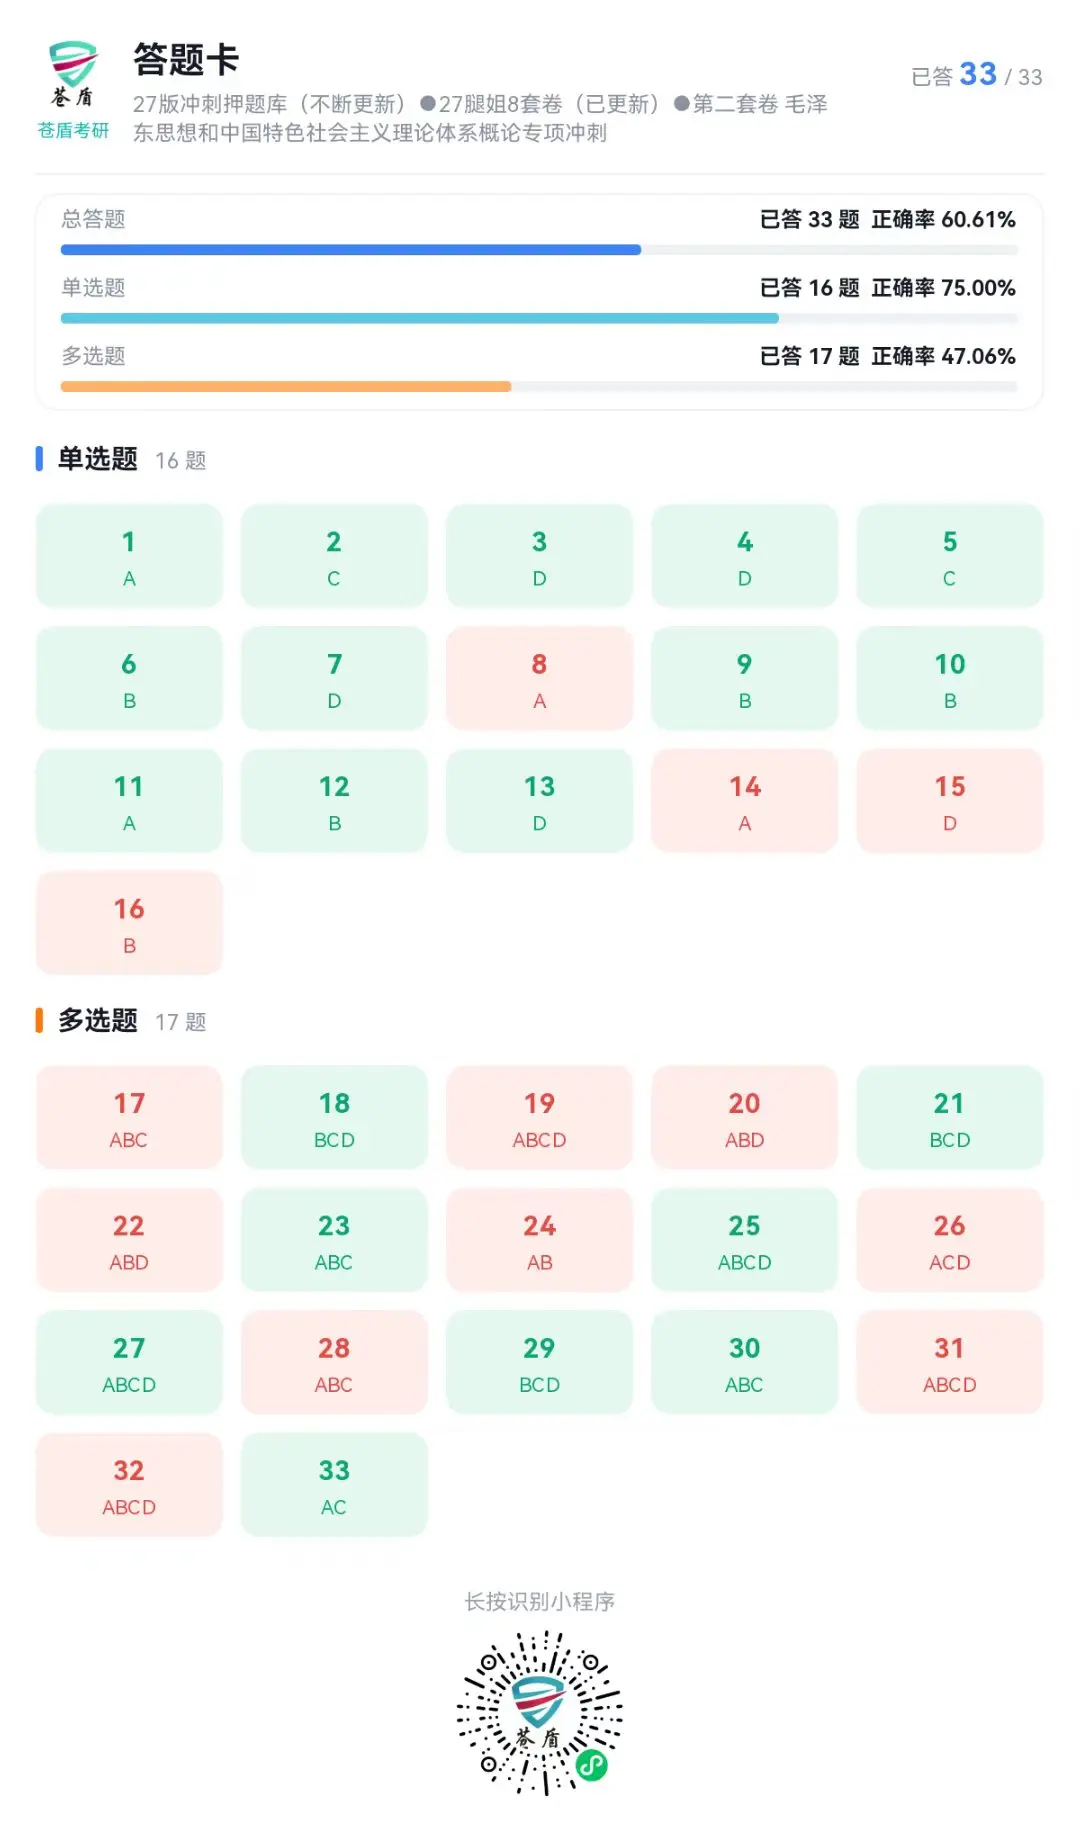 答题卡
已答 33 / 33
苍盾
苍盾考研
27版冲刺押题库（不断更新）●27腿姐8套卷（已更新）●第二套卷 毛泽
东思想和中国特色社会主义理论体系概论专项冲刺
总答题 已答 33 题 正确率 60.61%
单选题 已答 16 题 正确率 75.00%
多选题 已答 17 题 正确率 47.06%
单选题 16 题
1 2 3 4 5
A C D D C
6 7 8 9 10
B D A B B
11 12 13 14 15
A B D A D
16
B
多选题 17 题
17 18 19 20 21
ABC BCD ABCD ABD BCD
22 23 24 25 26
ABD ABC AB ABCD ACD
27 28 29 30 31
ABCD ABC BCD ABC ABCD
32 33
ABCD AC
长按识别小程序
苍盾